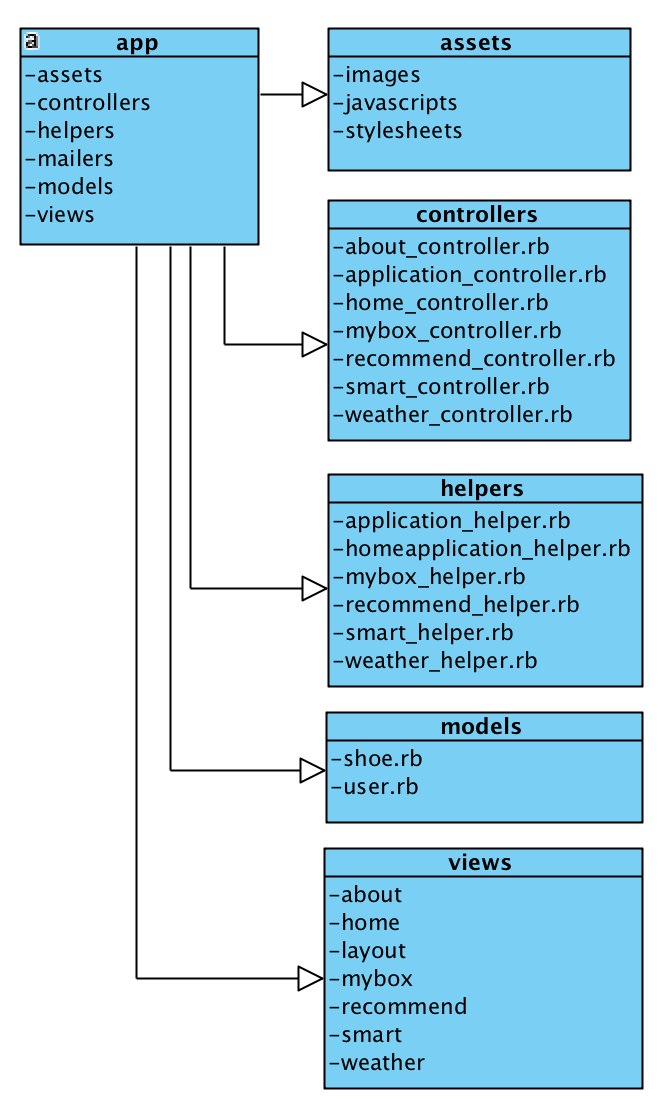 a
app
-assets
-controllers
-helpers
-mailers
-models
-views
assets
-images
-javascripts
-stylesheets
controllers
-about_controller.rb
-application_controller.rb
-home_controller.rb
-mybox_controller.rb
-recommend_controller.rb
-smart_controller.rb
-weather_controller.rb
helpers
-application_helper.rb
-homeapplication_helper.rb
-mybox_helper.rb
-recommend_helper.rb
-smart_helper.rb
-weather_helper.rb
models
-shoe.rb
-user.rb
views
-about
-home
-layout
-mybox
-recommend
-smart
-weather